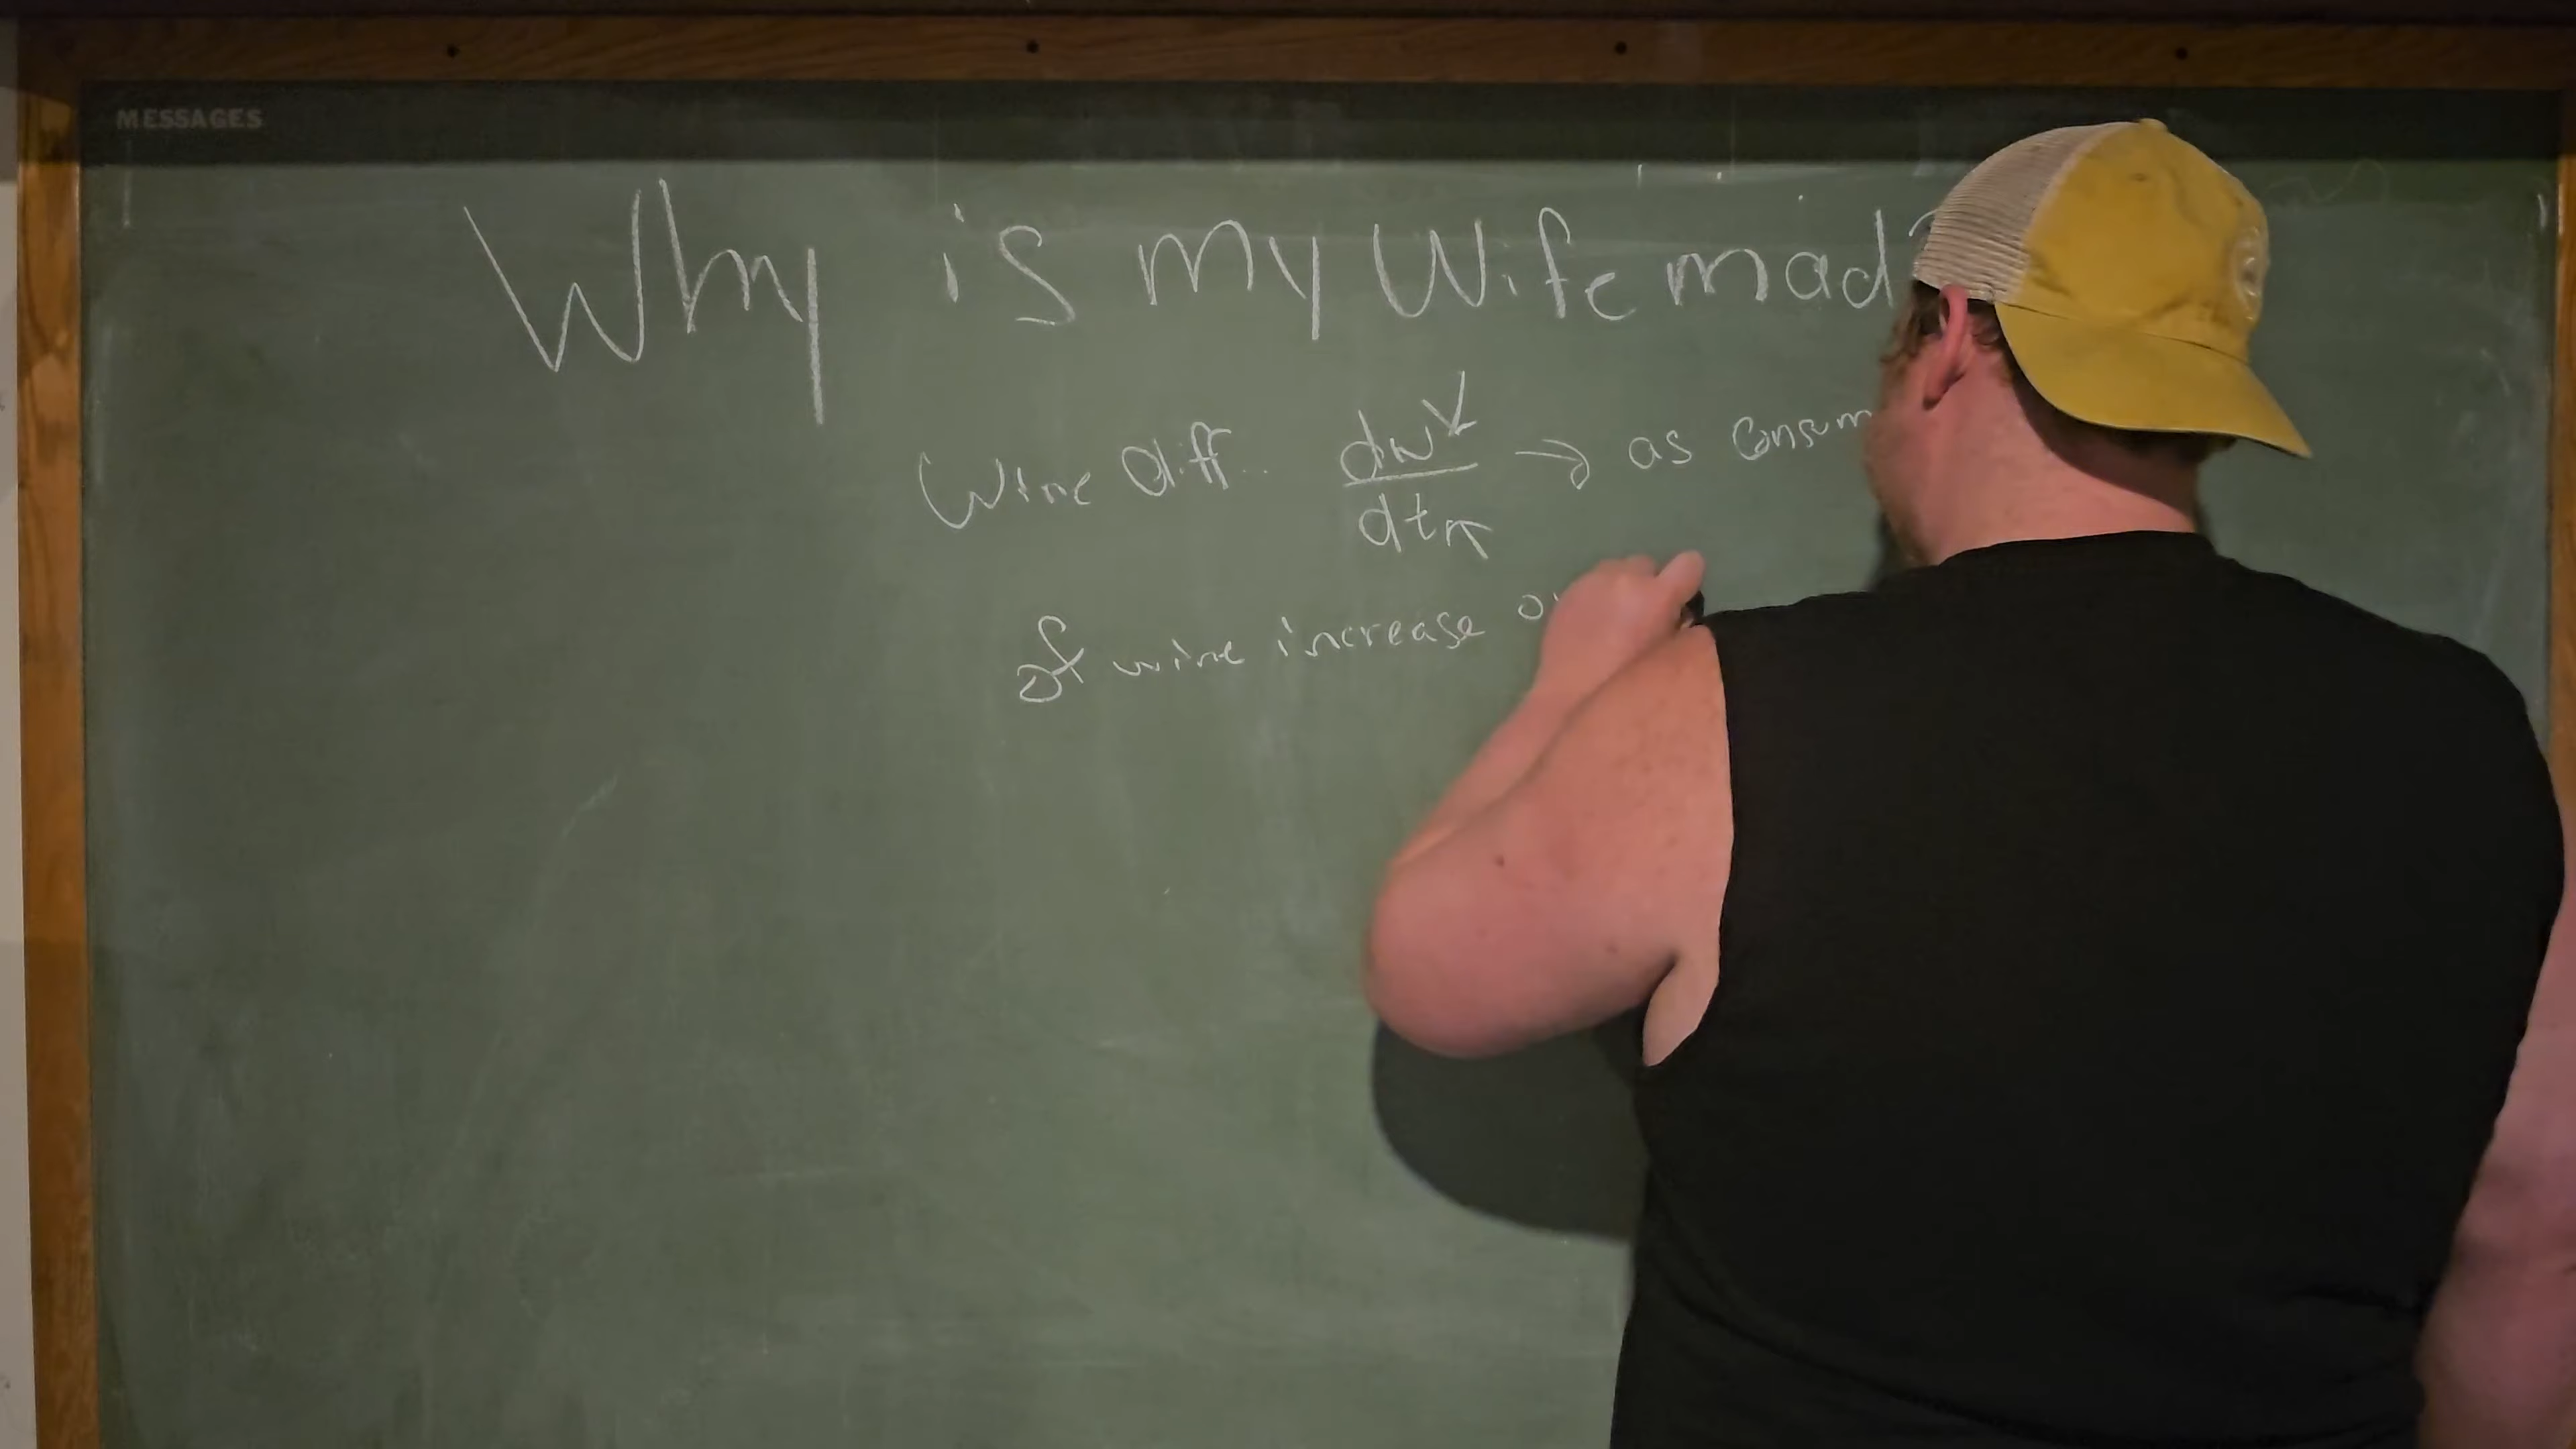 MESSAGES
Why is my Wife mad?
Wine diff. dw/dt → as consum
of wine increase